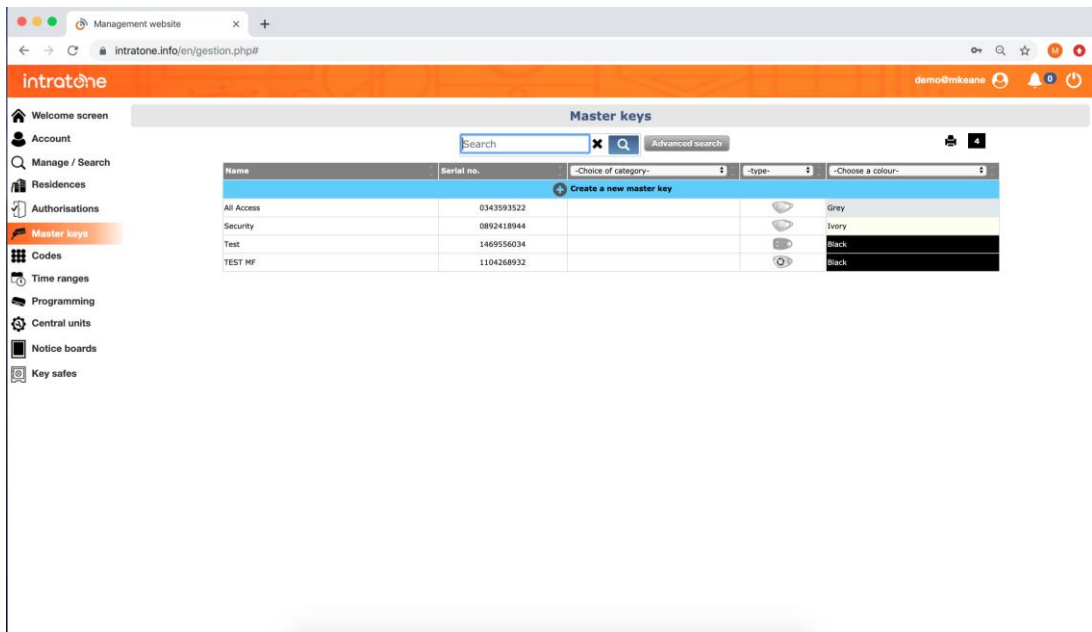 Management website
intratone.info/en/gestion.php#
M
intratone
demo@mkeane
0
Welcome screen
Account
Manage / Search
Residences
Authorisations
Master keys
Codes
Time ranges
Programming
Central units
Notice boards
Key safes
Master keys
Search
Advanced search
4
Name Serial no. -Choice of category- -type- -Choose a colour-
Create a new master key
All Access 0343593522 Grey
Security 0892418944 Ivory
Test 1469556034 Black
TEST MF 1104268932 Black